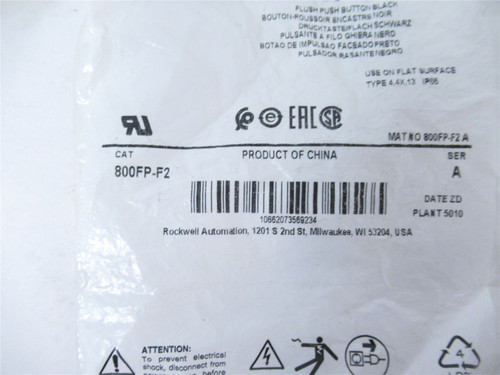 FLUSH PUSH BUTTON BLACK
BOUTON-POUSSOIR ENCASTRE NOIR
DRUCKTASTE/FLACH SCHWARZ
PULSANTE A FILO GHIERA NERO
BOTAO DE IMPULSAO FACEADO PRETO
PULSADOR RASANTE NEGRO
USE ON FLAT SURFACE
TYPE 4,4X,13 IP66
EAC
MAT NO 800FP-F2 A
CAT PRODUCT OF CHINA SER
800FP-F2 A
DATE ZD
PLANT 5010
10662073569234
Rockwell Automation, 1201 S 2nd St, Milwaukee, WI 53204, USA
ATTENTION:
To prevent electrical
shock, disconnect from
before
4